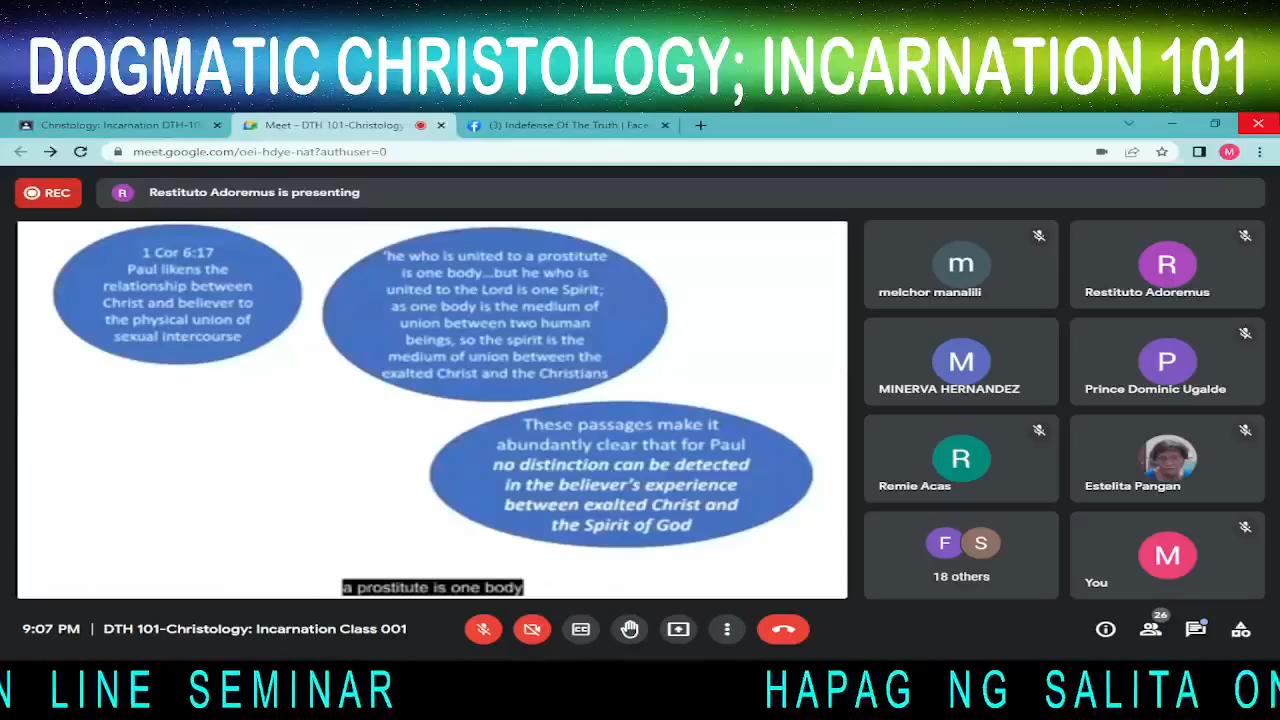 DOGMATIC CHRISTOLOGY; INCARNATION 101
Christology: Incarnation DTH-10
Meet - DTH 101-Christology
(3) Indefense.Of.The Truth | Face
meet.google.com/oei-hdye-nat?authuser=0
M
REC
R
Restituto Adoremus is presenting
1 Cor 6:17
Paul likens the
relationship between
Christ and believer to
the physical union of
sexual intercourse
'he who is united to a prostitute
is one body...but he who is
united to the Lord is one Spirit;
as one body is the medium of
union between two human
beings, so the spirit is the
medium of union between the
exalted Christ and the Christians
These passages make it
abundantly clear that for Paul
no distinction can be detected
in the believer's experience
between exalted Christ and
the Spirit of God
a prostitute is one body
m
melchor manalili
R
Restituto Adoremus
M
MINERVA HERNANDEZ
P
Prince Dominic Ugalde
R
Remie Acas
Estelita Pangan
F S
18 others
M
You
9:07 PM | DTH 101-Christology: Incarnation Class 001
26
N LINE SEMINAR
HAPAG NG SALITA ON